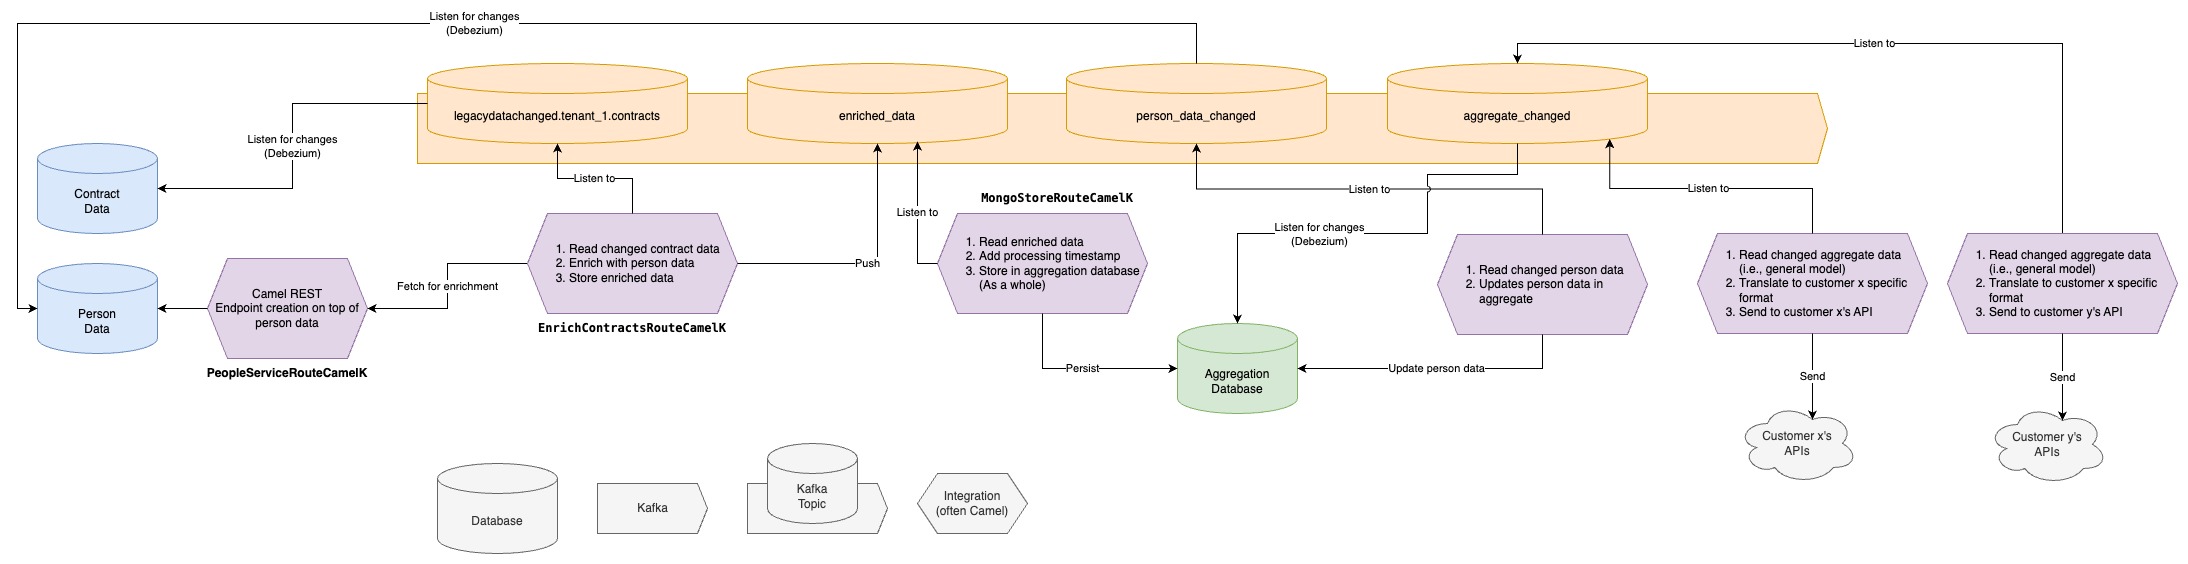 Listen for changes
(Debezium)
Listen to
legacydatachanged.tenant_1.contracts
enriched_data
person_data_changed
aggregate_changed
Listen for changes
(Debezium)
Contract
Data
Listen to
Listen to
Listen to
MongoStoreRouteCamelK
Listen to
Listen for changes
(Debezium)
1. Read changed contract data
2. Enrich with person data
3. Store enriched data
Push
1. Read enriched data
2. Add processing timestamp
3. Store in aggregation database
(As a whole)
1. Read changed person data
2. Updates person data in
aggregate
1. Read changed aggregate data
(i.e., general model)
2. Translate to customer x specific
format
3. Send to customer x's API
1. Read changed aggregate data
(i.e., general model)
2. Translate to customer y specific
format
3. Send to customer y's API
Fetch for enrichment
Person
Data
Camel REST
Endpoint creation on top of
person data
EnrichContractsRouteCamelK
PeopleServiceRouteCamelK
Persist
Aggregation
Database
Update person data
Send
Send
Customer x's
APIs
Customer y's
APIs
Database
Kafka
Kafka
Topic
Integration
(often Camel)